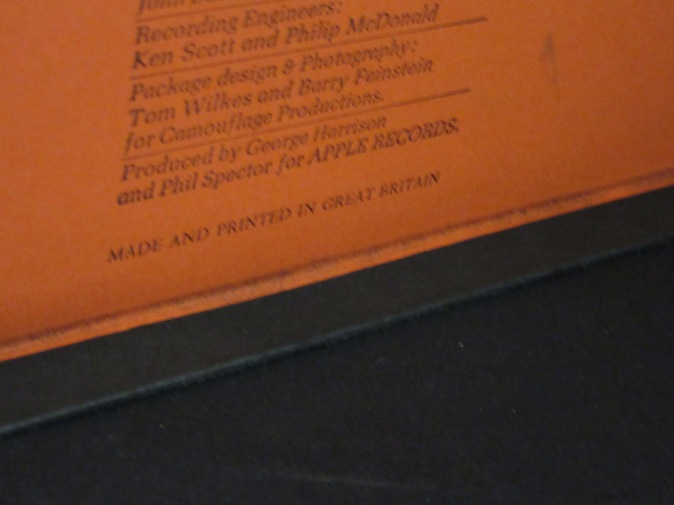 John
Recording Engineers:
Ken Scott and Philip McDonald
Package design & Photography:
Tom Wilkes and Barry Feinstein
for Camouflage Productions.
Produced by George Harrison
and Phil Spector for APPLE RECORDS.
MADE AND PRINTED IN GREAT BRITAIN